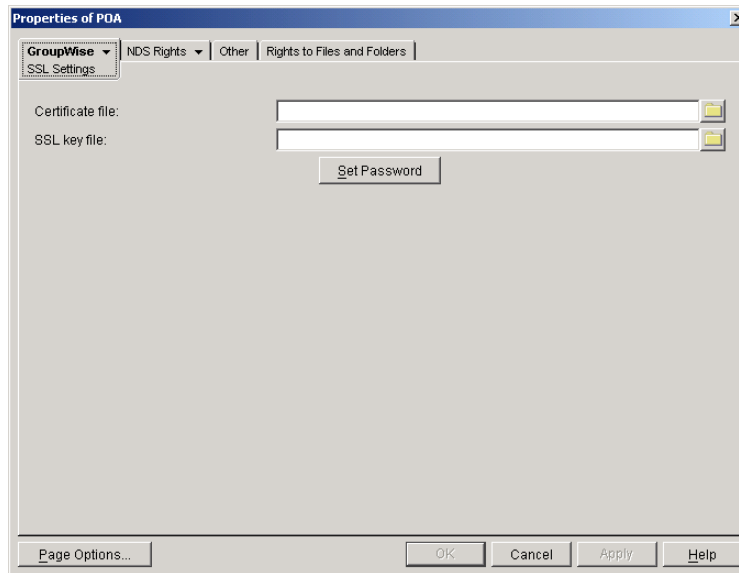 Properties of POA
GroupWise NDS Rights Other Rights to Files and Folders
SSL Settings
Certificate file:
SSL key file:
Set Password
Page Options... OK Cancel Apply Help